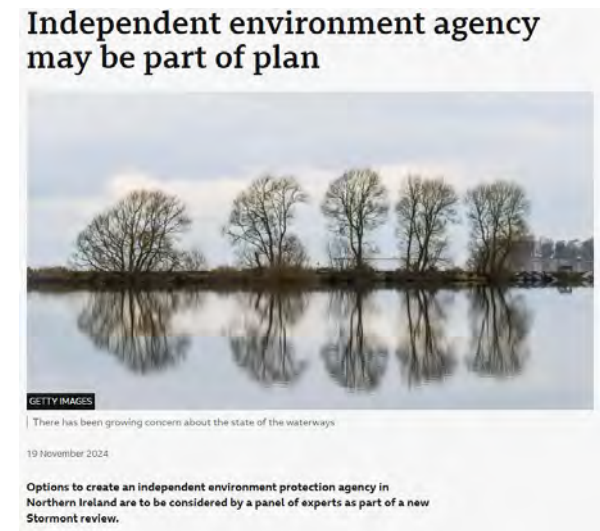 Independent environment agency
may be part of plan
GETTY IMAGES
There has been growing concern about the state of the waterways
19 November 2024
Options to create an independent environment protection agency in
Northern Ireland are to be considered by a panel of experts as part of a new
Stormont review.